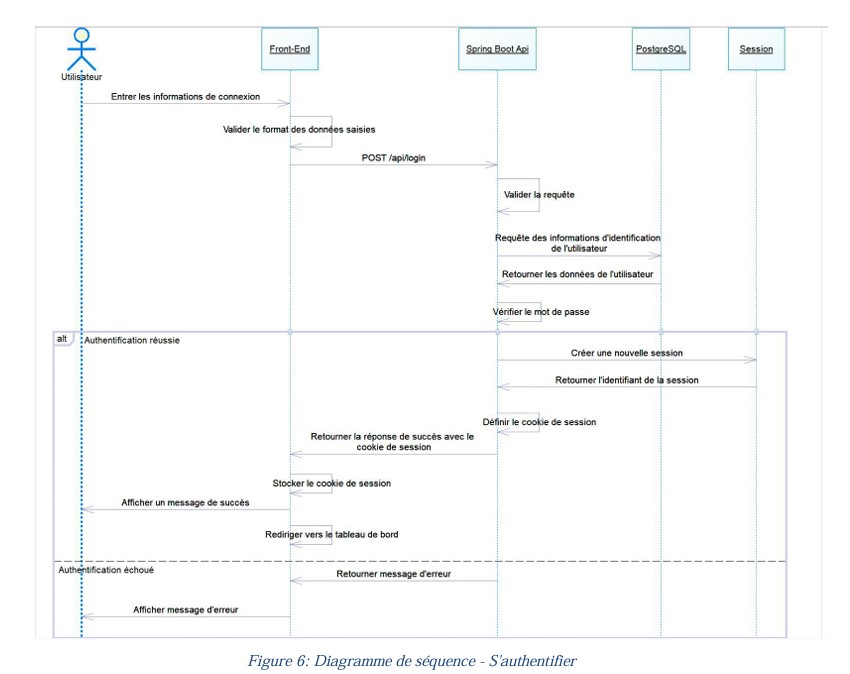 Utilisateur
Front-End
Spring Boot Api
PostgreSQL
Session
Entrer les informations de connexion
Valider le format des données saisies
POST /api/login
Valider la requête
Requête des informations d'identification
de l'utilisateur
Retourner les données de l'utilisateur
Vérifier le mot de passe
alt
Authentification réussie
Créer une nouvelle session
Retourner l'identifiant de la session
Définir le cookie de session
Retourner la réponse de succès avec le
cookie de session
Stocker le cookie de session
Afficher un message de succès
Rediriger vers le tableau de bord
Authentification échoué
Retourner message d'erreur
Afficher message d'erreur
Figure 6: Diagramme de séquence - S'authentifier